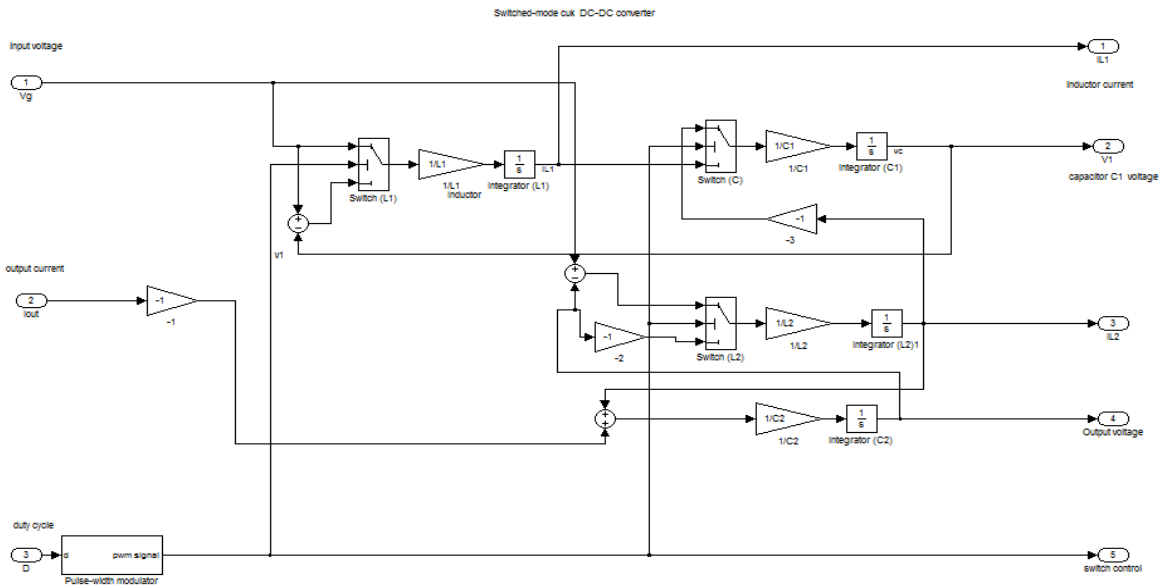 Switched-mode cuk DC-DC converter
Input voltage
1
Vg
1
IL1
Inductor current
Switch (L1)
1/L1
1/L1
Inductor
1
s
Integrator (L1)
IL1
Switch (C)
1/C1
1/C1
1
s
Integrator (C1)
vc
2
V1
capacitor C1 voltage
+
−
v1
-1
-3
output current
2
Iout
-1
-1
+
−
-1
-2
Switch (L2)
1/L2
1/L2
1
s
Integrator (L2)1
3
IL2
+
+
1/C2
1/C2
1
s
Integrator (C2)
4
Output voltage
duty cycle
3
D
d
pwm signal
Pulse-width modulator
5
switch control